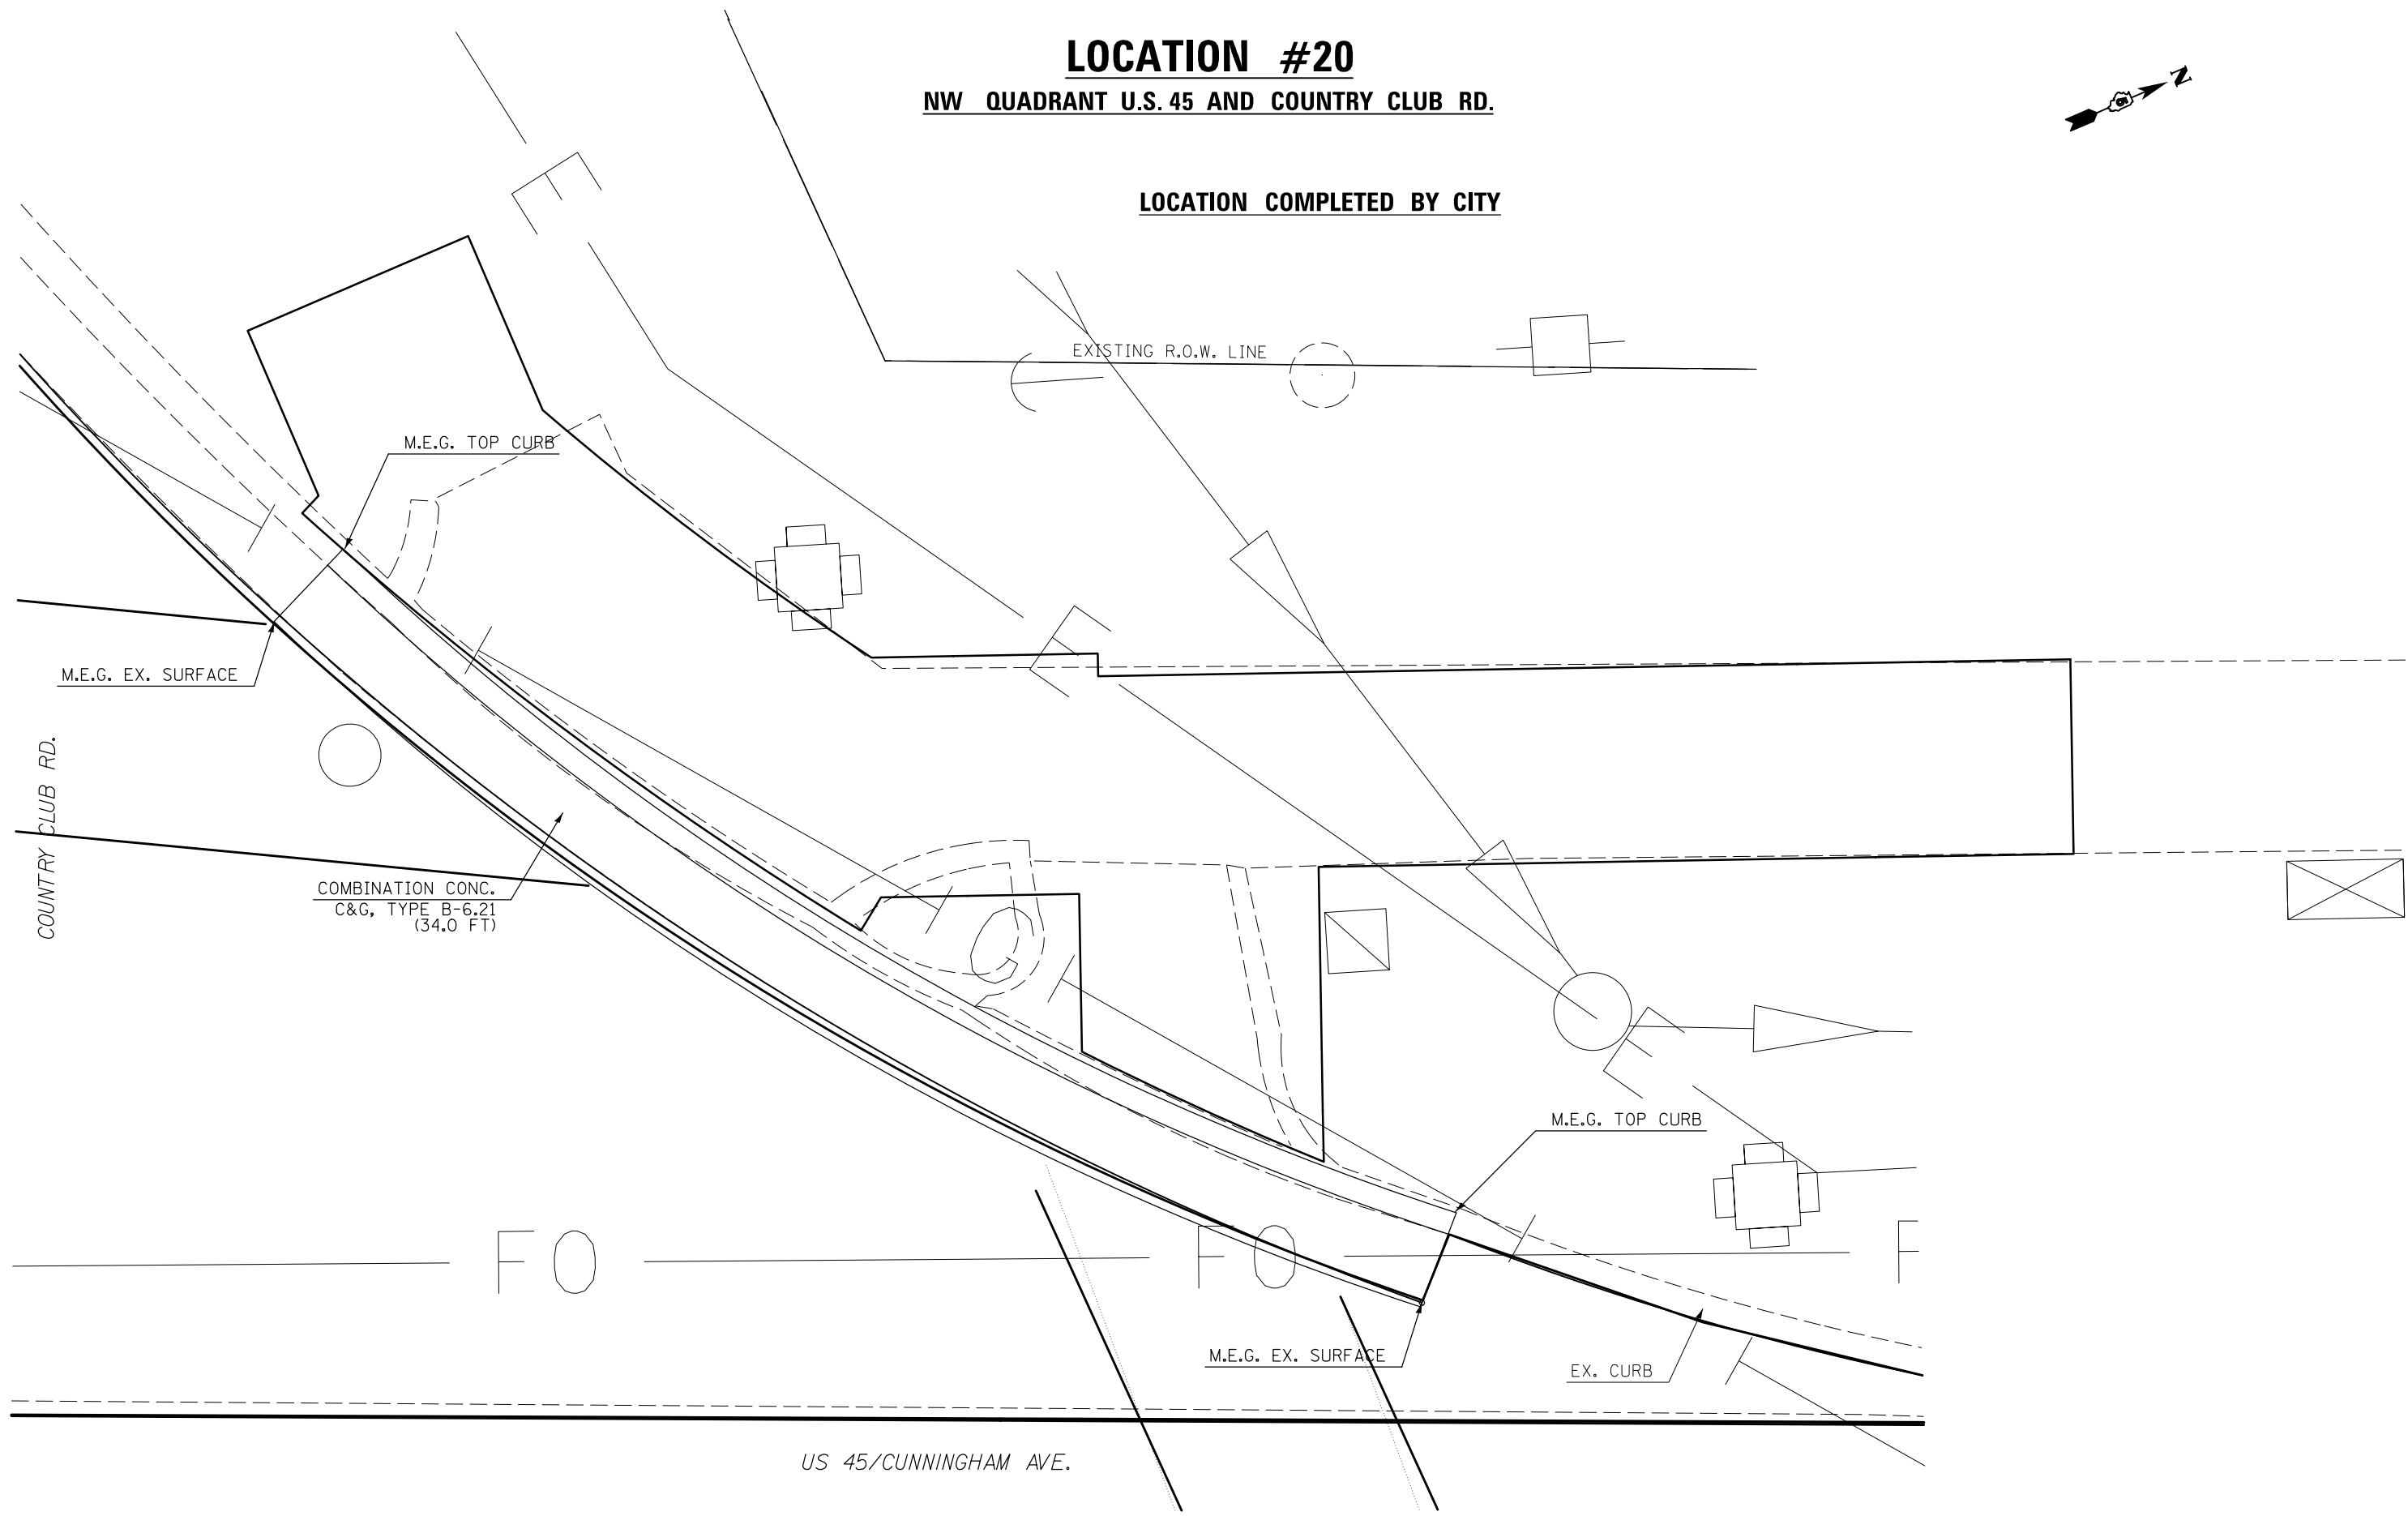 LOCATION #20
NW QUADRANT U.S. 45 AND COUNTRY CLUB RD.
N
LOCATION COMPLETED BY CITY
EXISTING R.O.W. LINE
M.E.G. TOP CURB
M.E.G. EX. SURFACE
COUNTRY CLUB RD.
COMBINATION CONC.
C&G, TYPE B-6.21
(34.0 FT)
M.E.G. TOP CURB
FO
FO
F
M.E.G. EX. SURFACE
EX. CURB
US 45/CUNNINGHAM AVE.